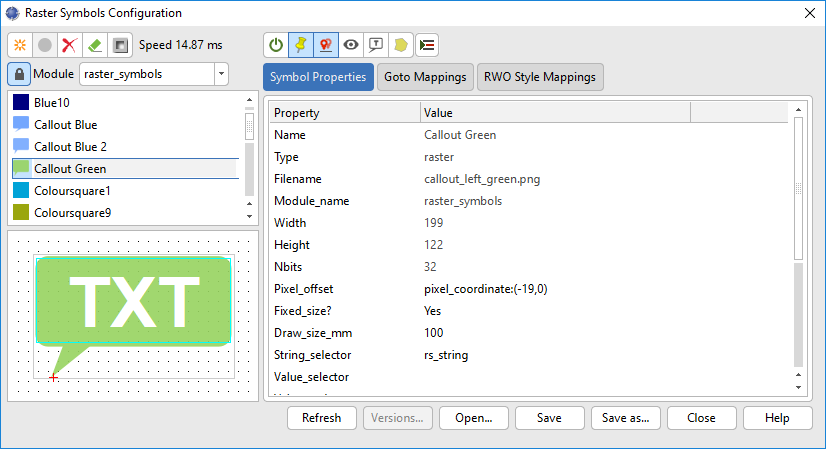 Raster Symbols Configuration
Speed 14.87 ms
Module raster_symbols
Blue10
Callout Blue
Callout Blue 2
Callout Green
Coloursquare1
Coloursquare9
TXT
T
Symbol Properties Goto Mappings RWO Style Mappings
Property Value
Name Callout Green
Type raster
Filename callout_left_green.png
Module_name raster_symbols
Width 199
Height 122
Nbits 32
Pixel_offset pixel_coordinate:(-19,0)
Fixed_size? Yes
Draw_size_mm 100
String_selector rs_string
Value_selector
Refresh Versions... Open... Save Save as... Close Help